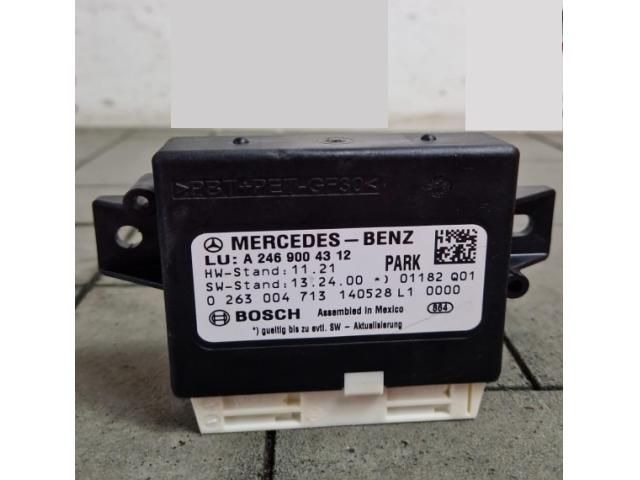 >PBT+PET-GF30<
MERCEDES-BENZ
LU: A 246 900 43 12
HW-Stand: 11.21 PARK
SW-Stand: 13.24.00 *) 01182 Q01
0 263 004 713 140528 L1 0000
BOSCH Assembled in Mexico 864
*) gueltig bis zu evtl. SW - Aktualisierung